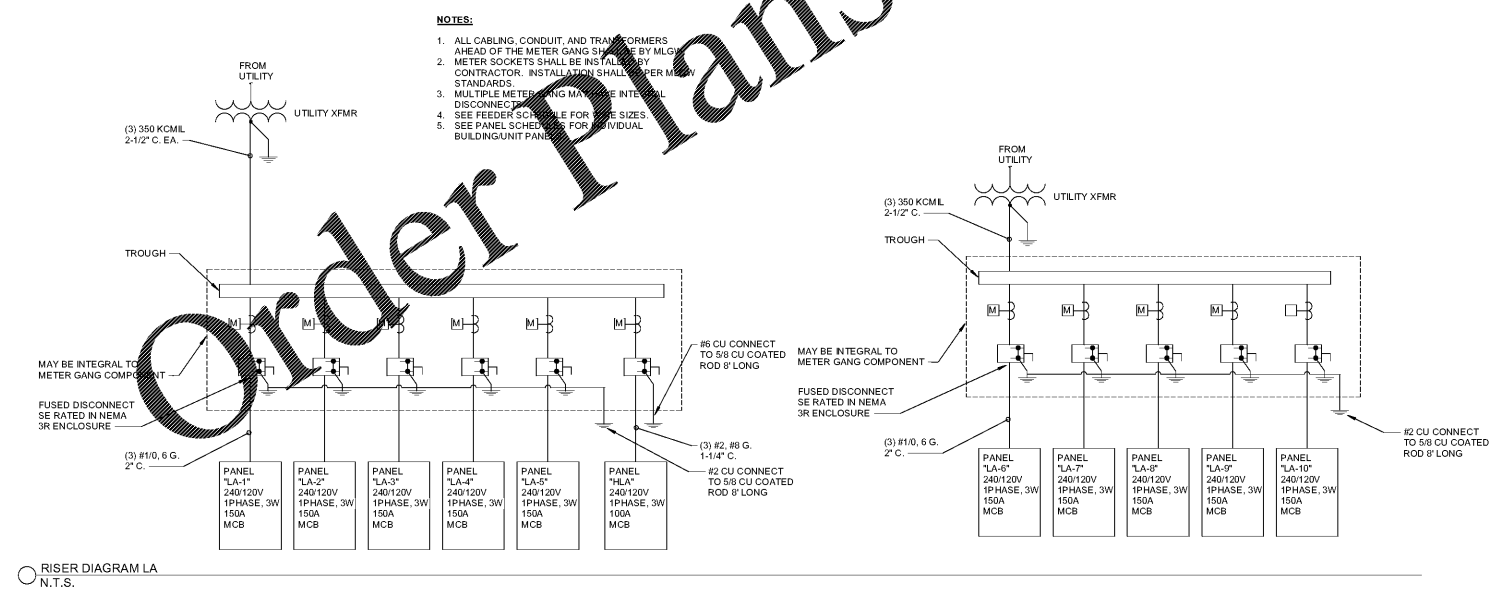 NOTES:
1. ALL CABLING, CONDUIT, AND TRANSFORMERS
AHEAD OF THE METER GANG SHALL BE BY MLGW.
2. METER SOCKETS SHALL BE INSTALLED BY
CONTRACTOR. INSTALLATION SHALL BE PER MLGW
STANDARDS.
3. MULTIPLE METER GANG MAY HAVE INTEGRAL
DISCONNECTS.
4. SEE FEEDER SCHEDULE FOR SIZES.
5. SEE PANEL SCHEDULES FOR INDIVIDUAL
BUILDING/UNIT PANELS
Order Plans
FROM
UTILITY
UTILITY XFMR
(3) 350 KCMIL
2-1/2" C. EA.
TROUGH
M
M
M
M
M
M
MAY BE INTEGRAL TO
METER GANG COMPONENT
FUSED DISCONNECT
SE RATED IN NEMA
3R ENCLOSURE
(3) #1/0, 6 G.
2" C.
#6 CU CONNECT
TO 5/8 CU COATED
ROD 8' LONG
(3) #2, #8 G.
1-1/4" C.
#2 CU CONNECT
TO 5/8 CU COATED
ROD 8' LONG
PANEL
"LA-1"
240/120V
1PHASE, 3W
150A
MCB
PANEL
"LA-2"
240/120V
1PHASE, 3W
150A
MCB
PANEL
"LA-3"
240/120V
1PHASE, 3W
150A
MCB
PANEL
"LA-4"
240/120V
1PHASE, 3W
150A
MCB
PANEL
"LA-5"
240/120V
1PHASE, 3W
150A
MCB
PANEL
"HLA"
240/120V
1PHASE, 3W
100A
MCB
FROM
UTILITY
UTILITY XFMR
(3) 350 KCMIL
2-1/2" C.
TROUGH
M
M
M
M
MAY BE INTEGRAL TO
METER GANG COMPONENT
FUSED DISCONNECT
SE RATED IN NEMA
3R ENCLOSURE
(3) #1/0, 6 G.
2" C.
#2 CU CONNECT
TO 5/8 CU COATED
ROD 8' LONG
PANEL
"LA-6"
240/120V
1PHASE, 3W
150A
MCB
PANEL
"LA-7"
240/120V
1PHASE, 3W
150A
MCB
PANEL
"LA-8"
240/120V
1PHASE, 3W
150A
MCB
PANEL
"LA-9"
240/120V
1PHASE, 3W
150A
MCB
PANEL
"LA-10"
240/120V
1PHASE, 3W
150A
MCB
RISER DIAGRAM LA
N.T.S.